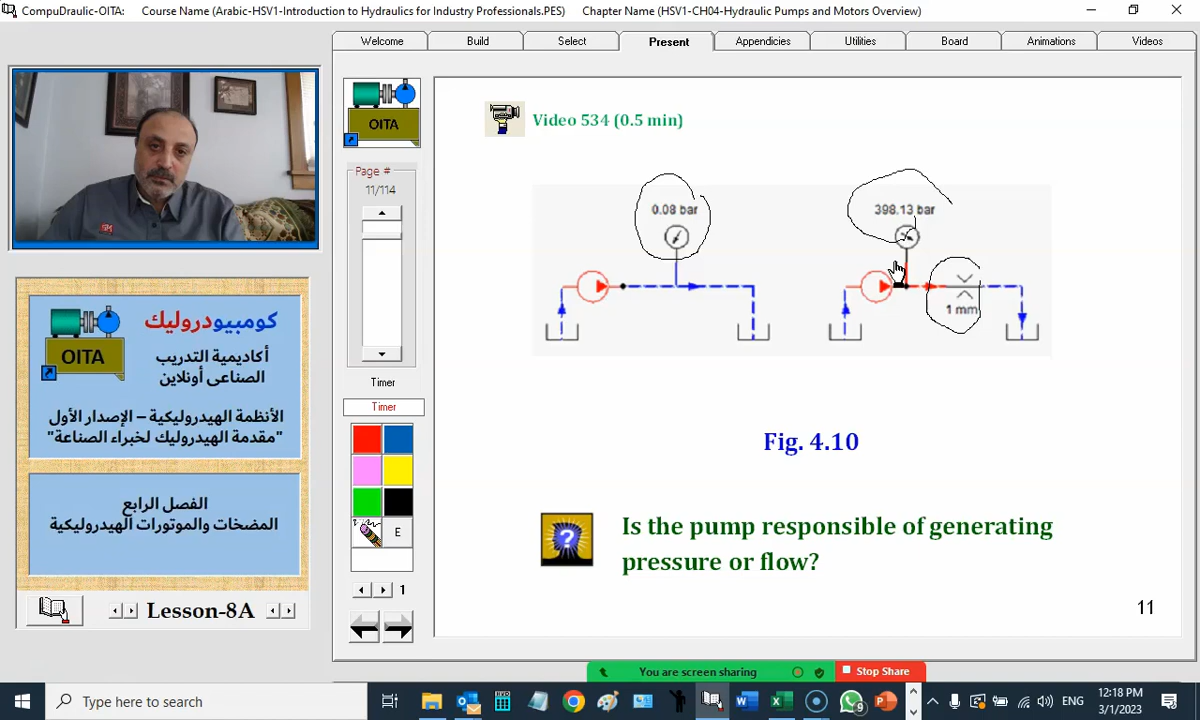 CompuDraulic-OITA: Course Name (Arabic-HSV1-Introduction to Hydraulics for Industry Professionals.PES) Chapter Name (HSV1-CH04-Hydraulic Pumps and Motors Overview)
Welcome Build Select Present Appendicies Utilities Board Animations Videos
OITA
Page #
11/114
Timer
Timer
E
1
Video 534 (0.5 min)
0.08 bar
398.13 bar
1 mm
Fig. 4.10
?
Is the pump responsible of generating
pressure or flow?
11
كومبيودروليك
OITA
أكاديمية التدريب
الصناعى أونلاين
الأنظمة الهيدروليكية – الإصدار الأول
"مقدمة الهيدروليك لخبراء الصناعة"
الفصل الرابع
المضخات والموتورات الهيدروليكية
Lesson-8A
You are screen sharing
Stop Share
Type here to search
9
ENG
12:18 PM
3/1/2023